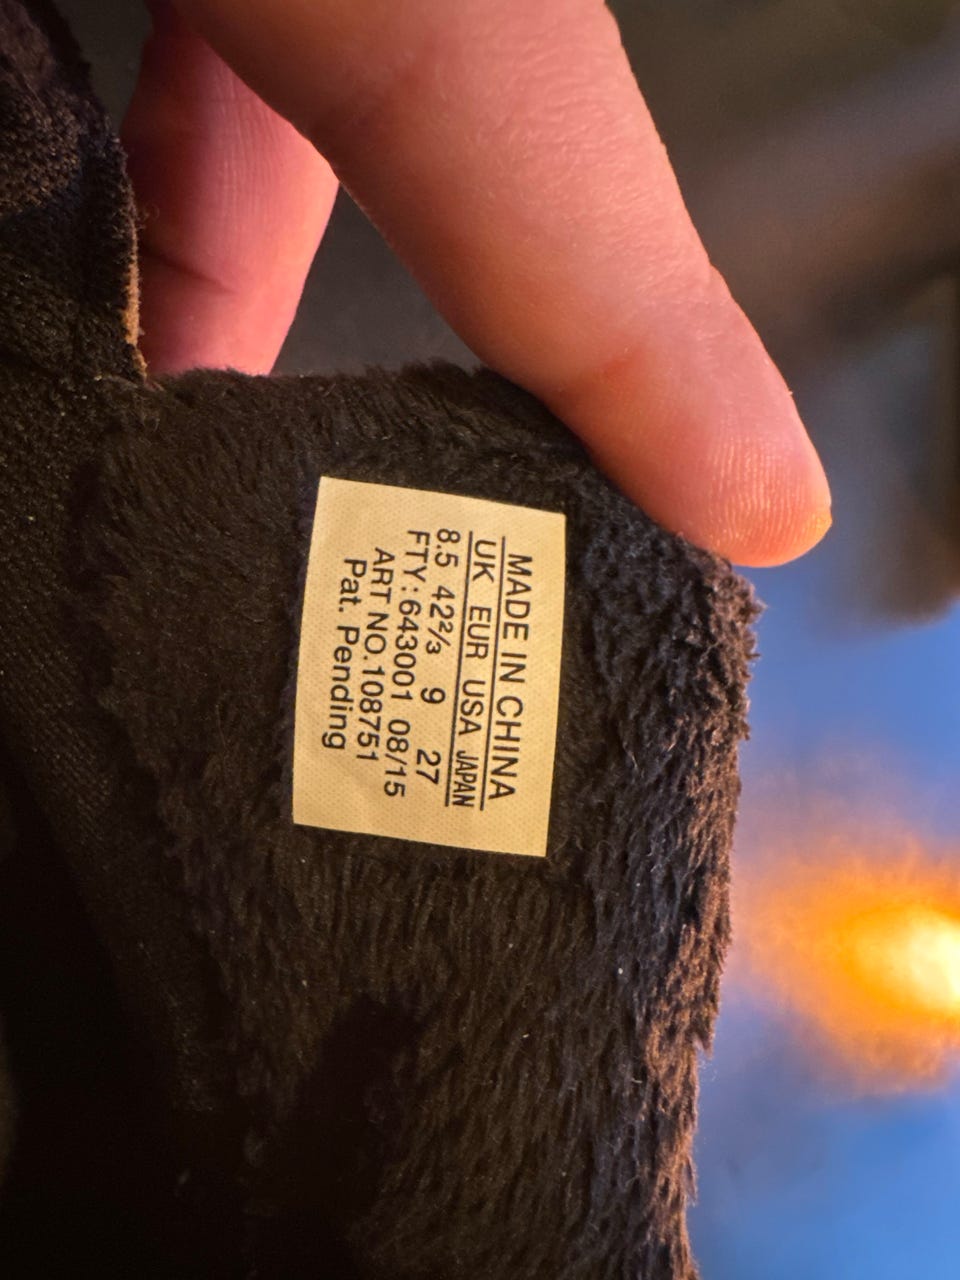 MADE IN CHINA
UK EUR USA JAPAN
8.5 42⅔ 9 27
FTY:643001 08/15
ART NO.108751
Pat. Pending